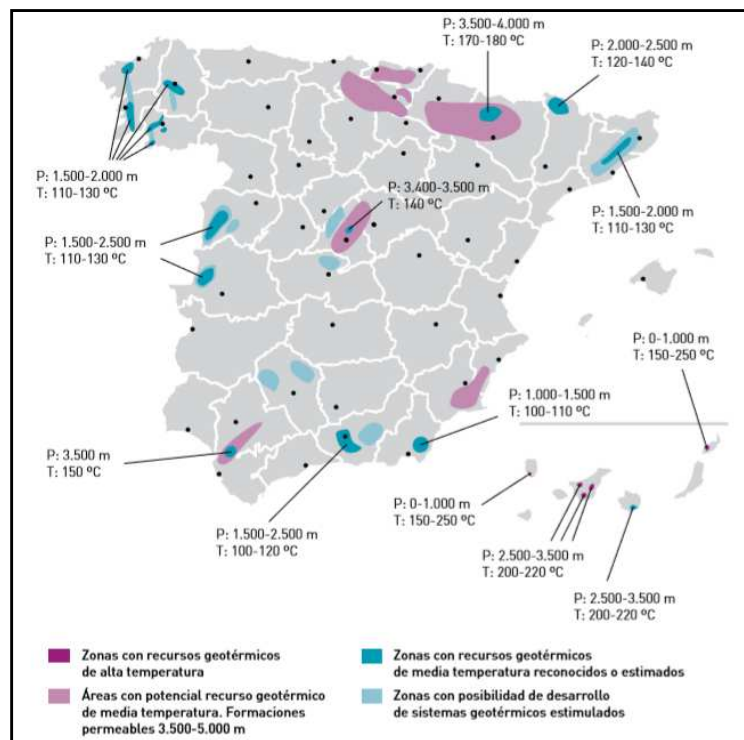 P: 3.500-4.000 m
T: 170-180 ºC
P: 2.000-2.500 m
T: 120-140 ºC
P: 1.500-2.000 m
T: 110-130 ºC
P: 3.400-3.500 m
T: 140 ºC
P: 1.500-2.000 m
T: 110-130 ºC
P: 1.500-2.500 m
T: 110-130 ºC
P: 0-1.000 m
T: 150-250 ºC
P: 1.000-1.500 m
T: 100-110 ºC
P: 3.500 m
T: 150 ºC
P: 0-1.000 m
T: 150-250 ºC
P: 1.500-2.500 m
T: 100-120 ºC
P: 2.500-3.500 m
T: 200-220 ºC
P: 2.500-3.500 m
T: 200-220 ºC
Zonas con recursos geotérmicos
de alta temperatura
Áreas con potencial recurso geotérmico
de media temperatura. Formaciones
permeables 3.500-5.000 m
Zonas con recursos geotérmicos
de media temperatura reconocidos o estimados
Zonas con posibilidad de desarrollo
de sistemas geotérmicos estimulados